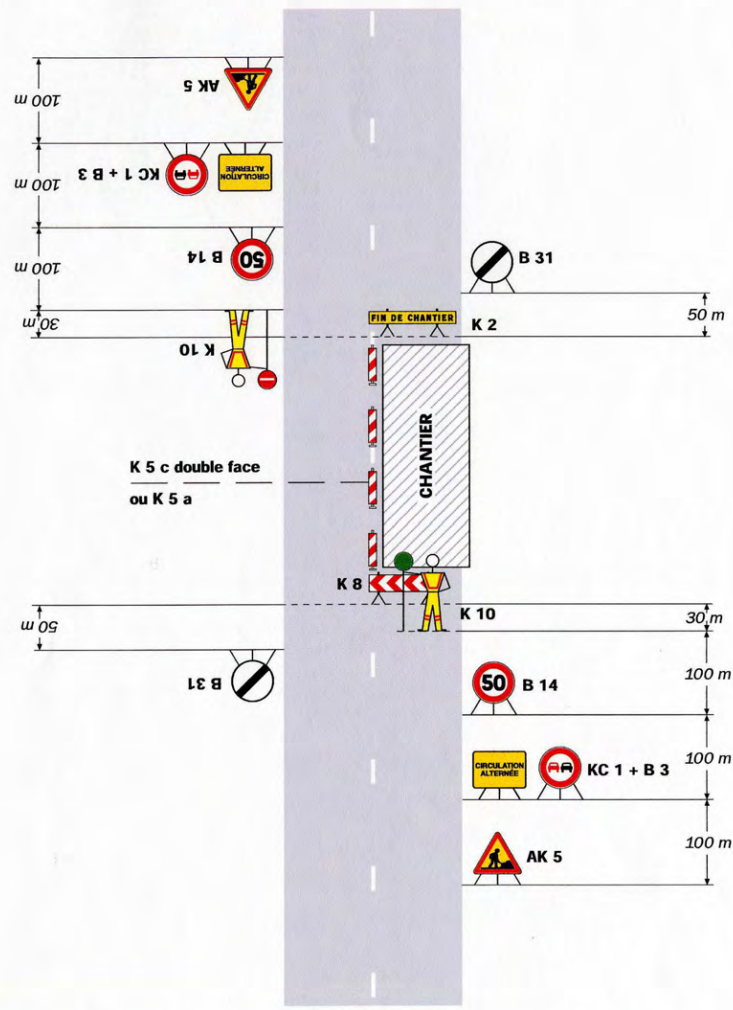 AK 5
100 m
KC 1 + B 3
CIRCULATION
ALTERNÉE
100 m
B 14
50
100 m
B 31
50 m
FIN DE CHANTIER
K 2
30 m
K 10
CHANTIER
K 5 c double face
ou K 5 a
K 8
K 10
30 m
50 m
B 31
50
B 14
100 m
CIRCULATION
ALTERNÉE
KC 1 + B 3
100 m
AK 5
100 m